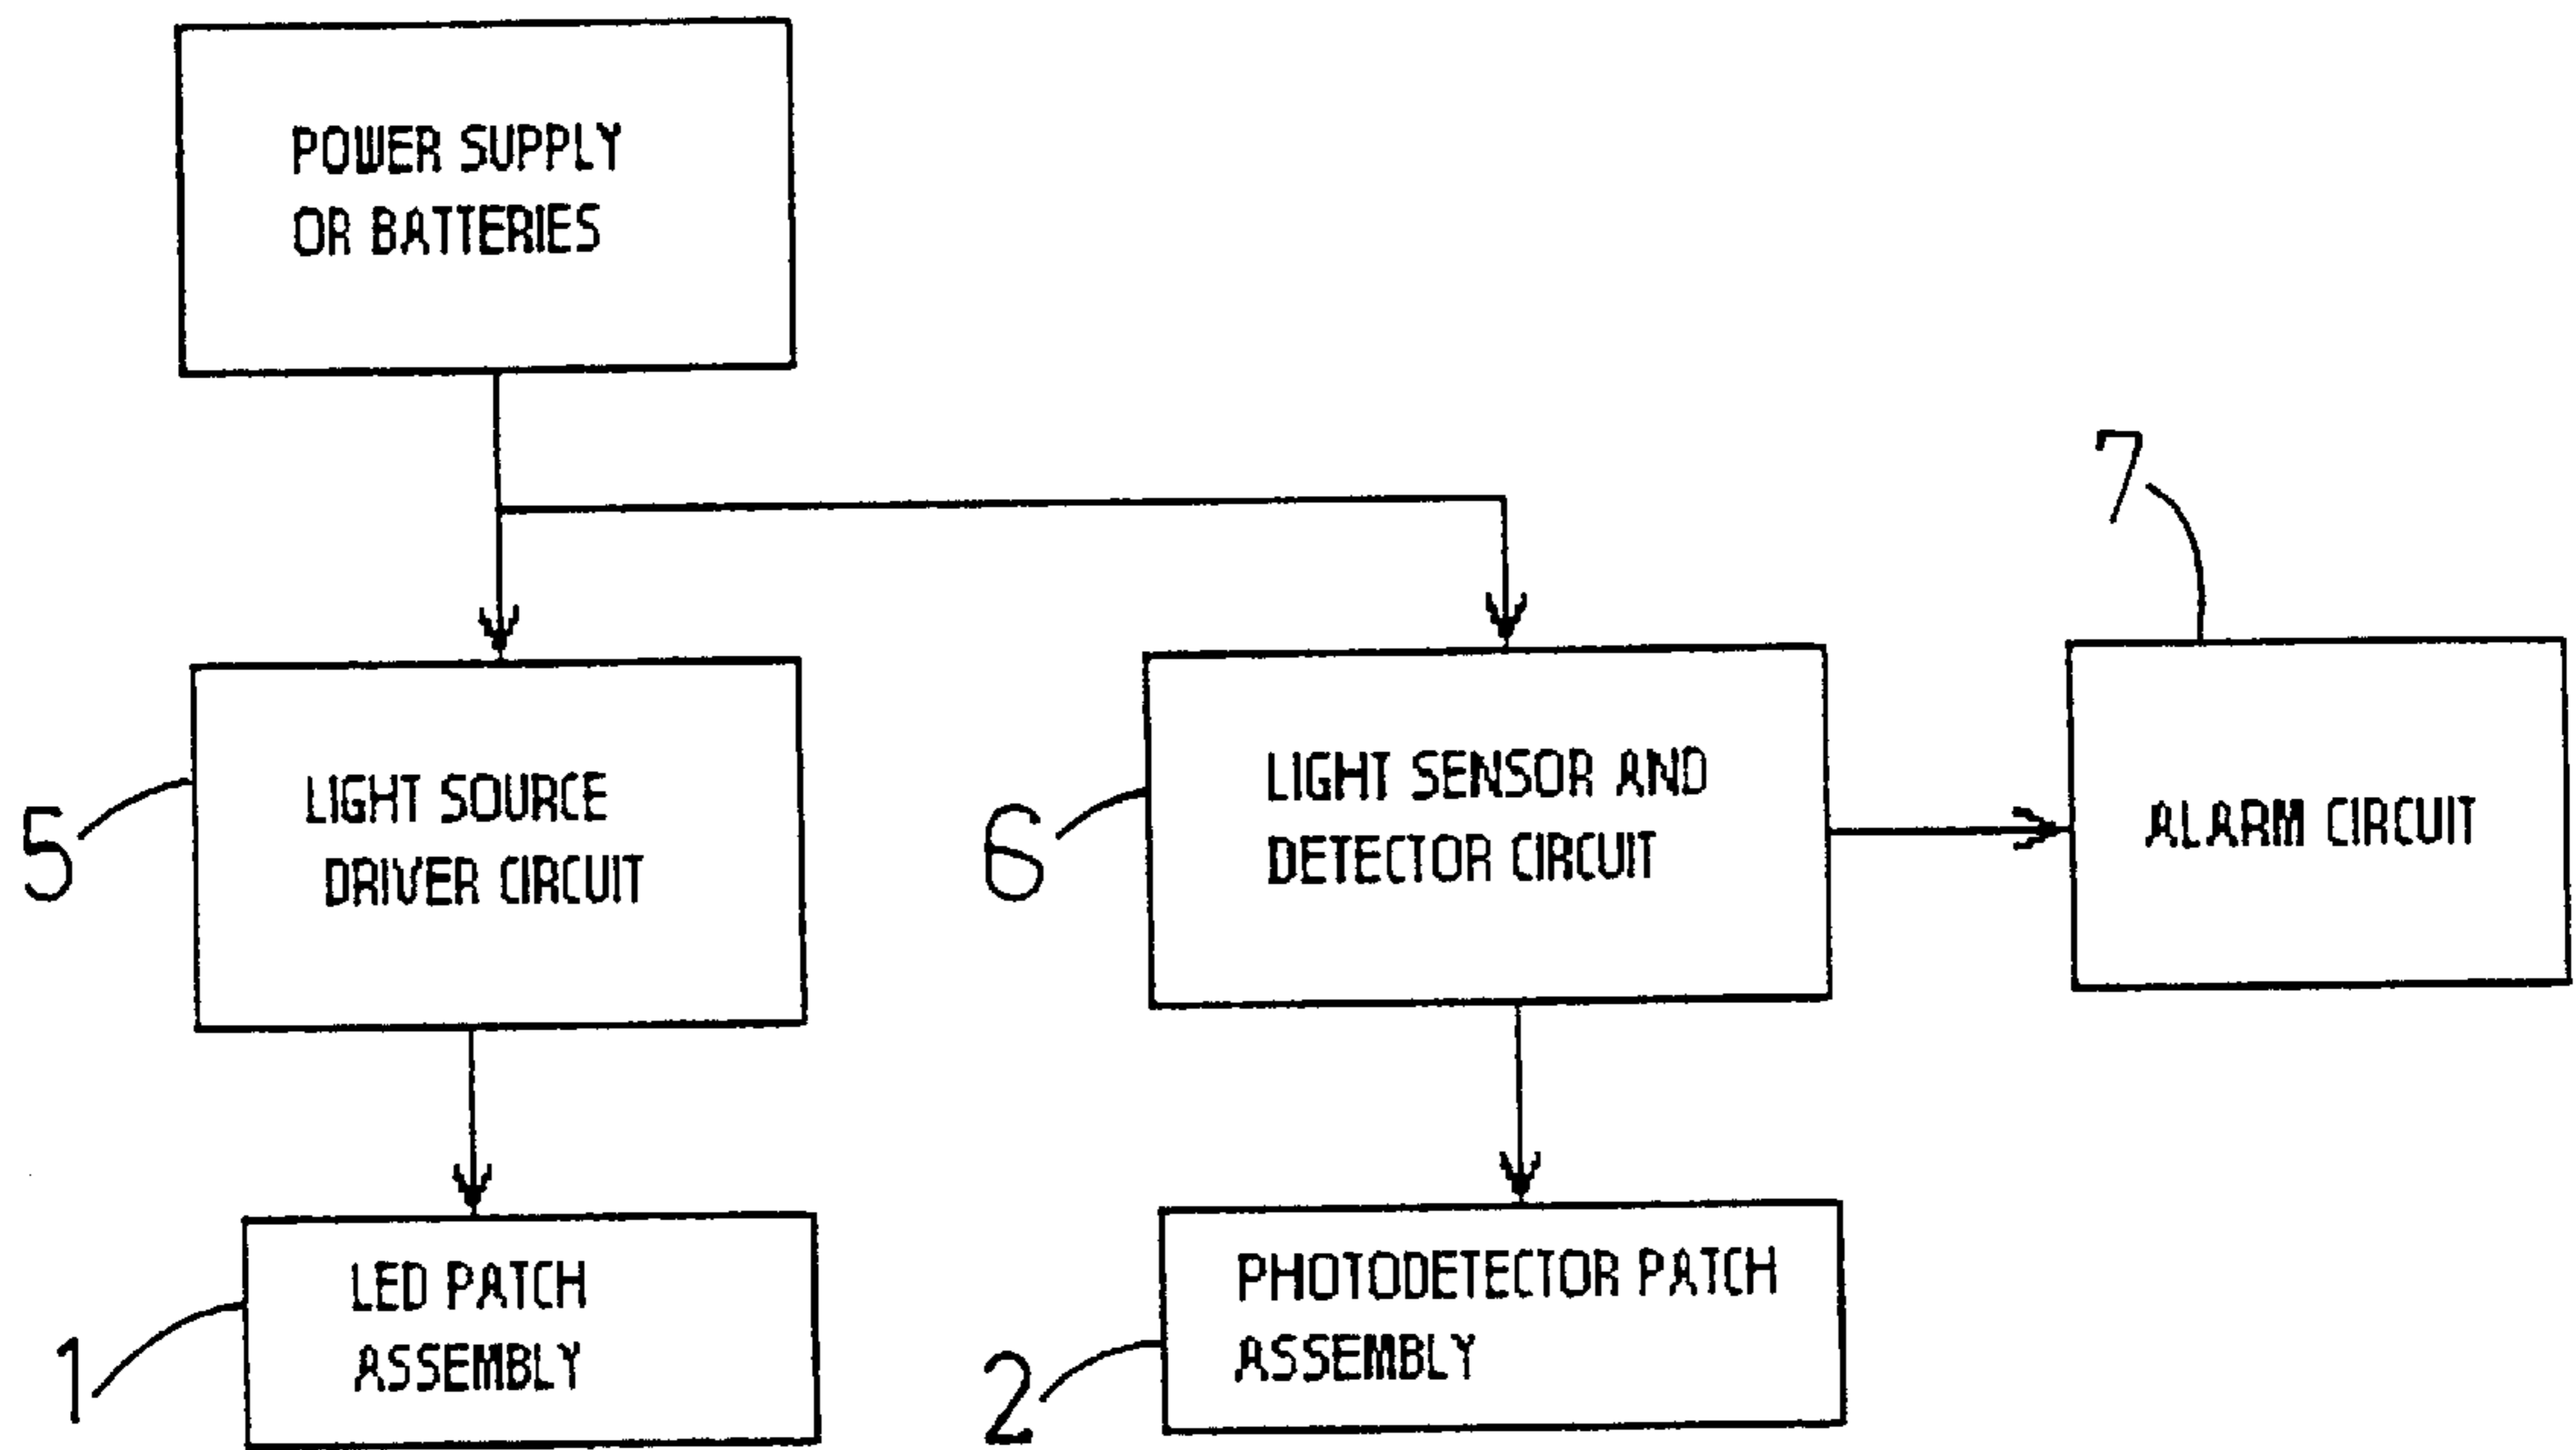 POWER SUPPLY
OR BATTERIES
7
5
LIGHT SOURCE
DRIVER CIRCUIT
6
LIGHT SENSOR AND
DETECTOR CIRCUIT
ALARM CIRCUIT
1
LED PATCH
ASSEMBLY
2
PHOTODETECTOR PATCH
ASSEMBLY